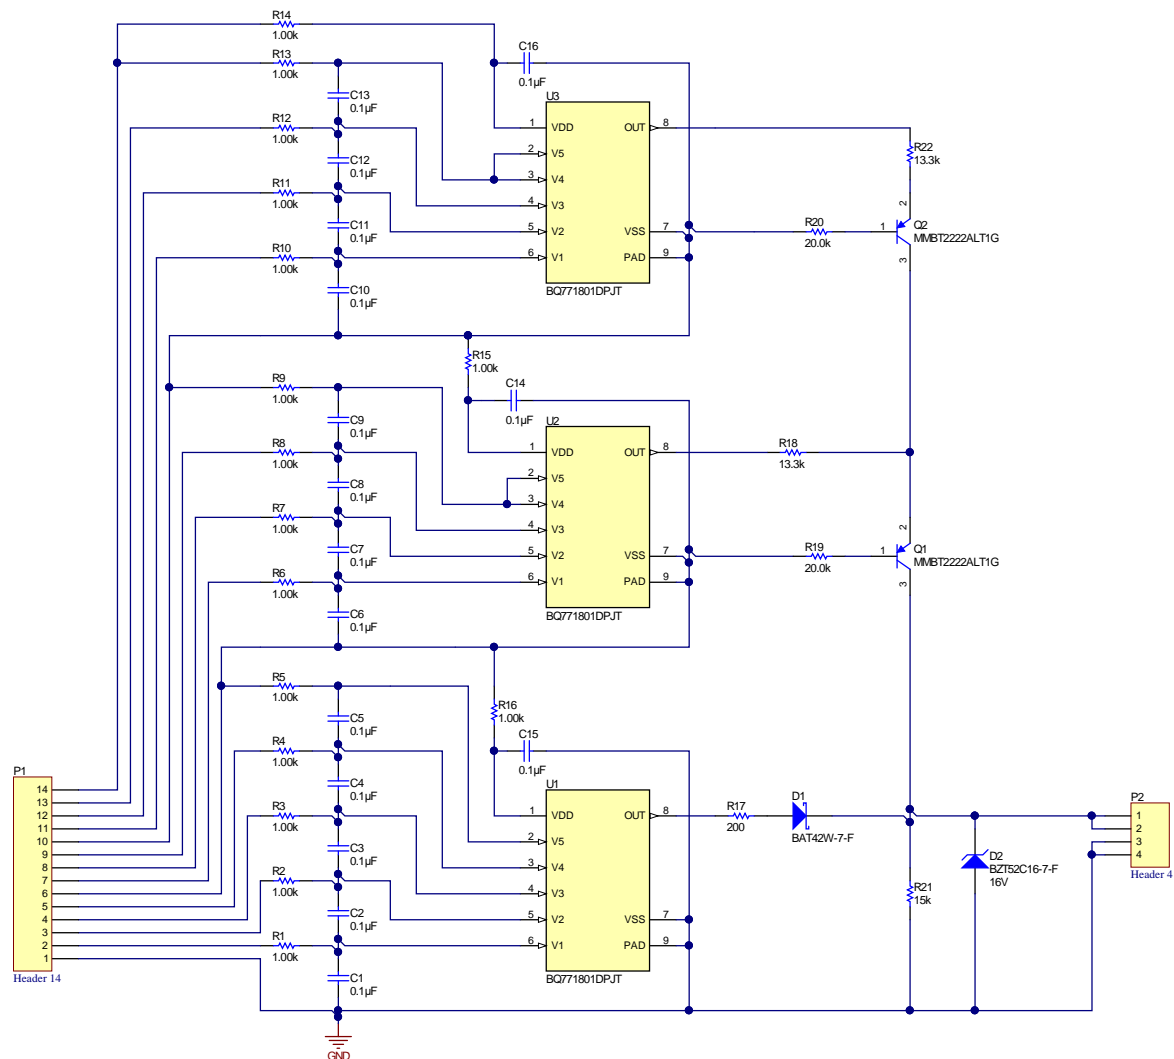 R14
1.00k
R13
1.00k
C16
0.1µF
C13
0.1µF
U3
R12
1.00k
1 VDD OUT 8
2 V5
3 V4
4 V3
5 V2 VSS 7
6 V1 PAD 9
BQ771801DPJT
C12
0.1µF
R11
1.00k
C11
0.1µF
R10
1.00k
C10
0.1µF
R22
13.3k
R20
20.0k
2
1
3
Q2
MMBT2222ALT1G
R15
1.00k
R9
1.00k
C14
0.1µF
C9
0.1µF
U2
R8
1.00k
1 VDD OUT 8
2 V5
3 V4
4 V3
5 V2 VSS 7
6 V1 PAD 9
BQ771801DPJT
C8
0.1µF
R7
1.00k
C7
0.1µF
R6
1.00k
C6
0.1µF
R18
13.3k
R19
20.0k
2
1
3
Q1
MMBT2222ALT1G
R5
1.00k
R16
1.00k
C5
0.1µF
C15
0.1µF
R4
1.00k
U1
C4
0.1µF
R3
1.00k
1 VDD OUT 8
2 V5
3 V4
4 V3
5 V2 VSS 7
6 V1 PAD 9
BQ771801DPJT
C3
0.1µF
R2
1.00k
C2
0.1µF
R1
1.00k
C1
0.1µF
GND
P1
14
13
12
11
10
9
8
7
6
5
4
3
2
1
Header 14
R17
200
D1
BAT42W-7-F
R21
15k
D2
BZT52C16-7-F
16V
P2
1
2
3
4
Header 4